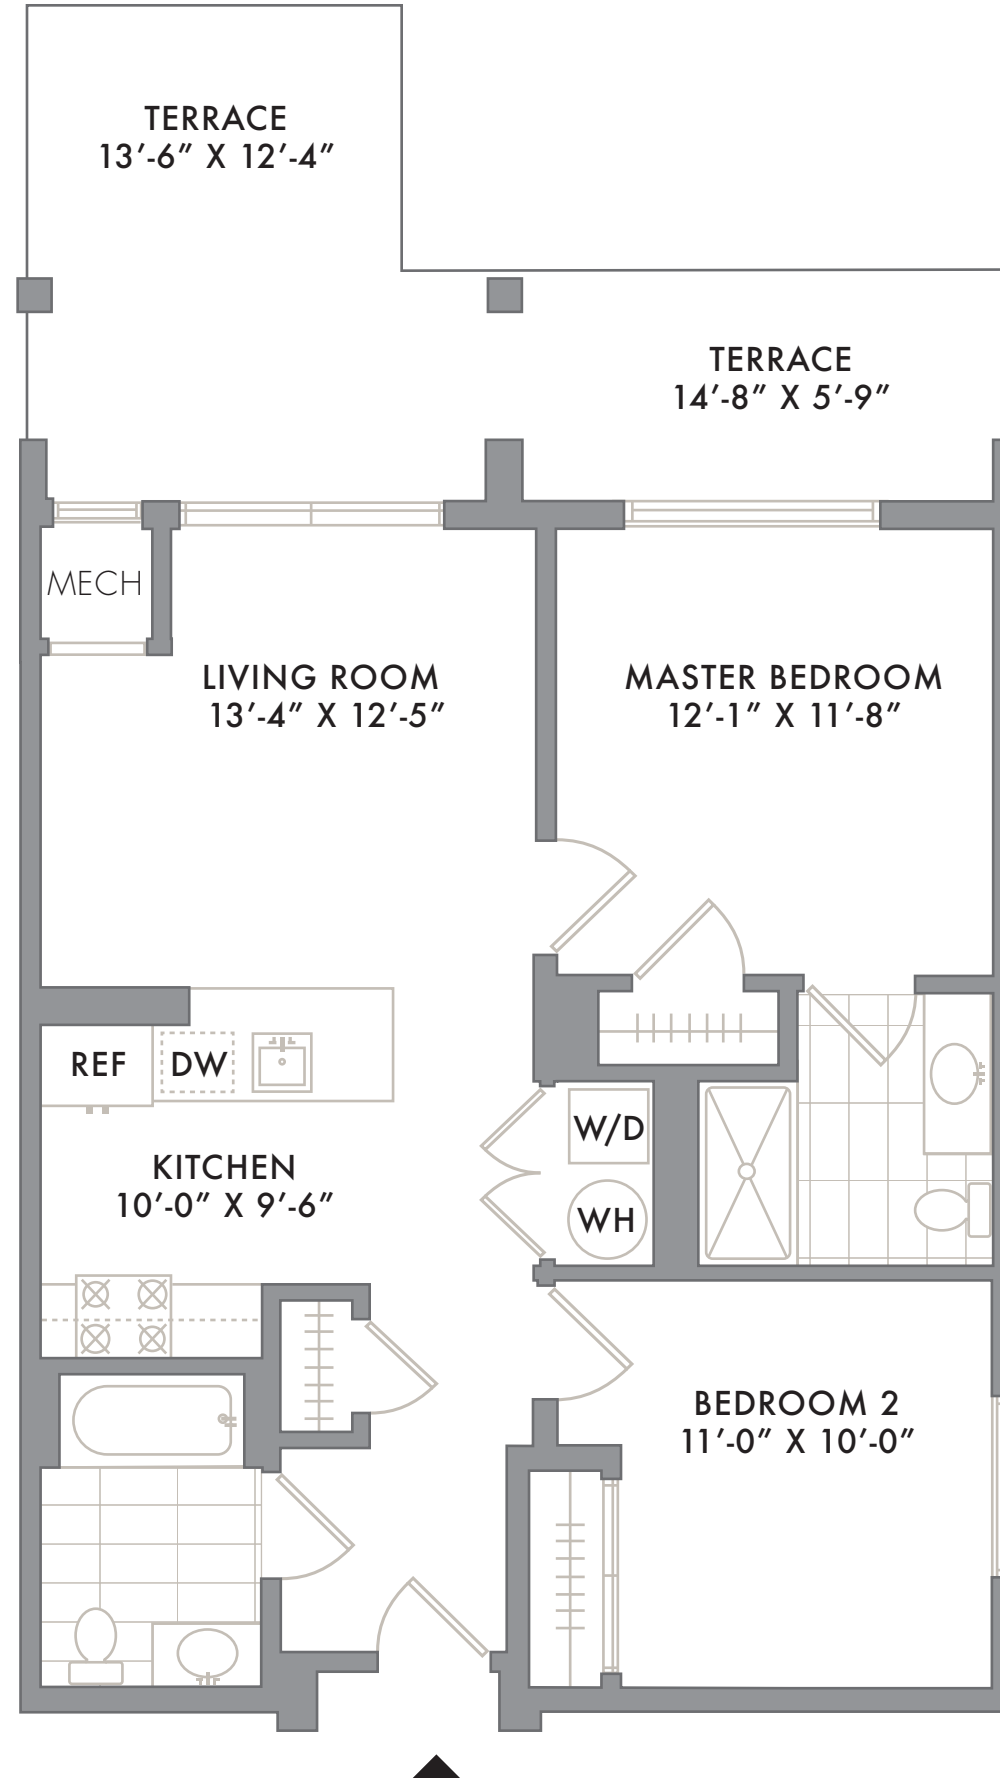 TERRACE
13′-6″ X 12′-4″
TERRACE
14′-8″ X 5′-9″
MECH
LIVING ROOM
13′-4″ X 12′-5″
MASTER BEDROOM
12′-1″ X 11′-8″
REF
DW
W/D
KITCHEN
10′-0″ X 9′-6″
WH
BEDROOM 2
11′-0″ X 10′-0″